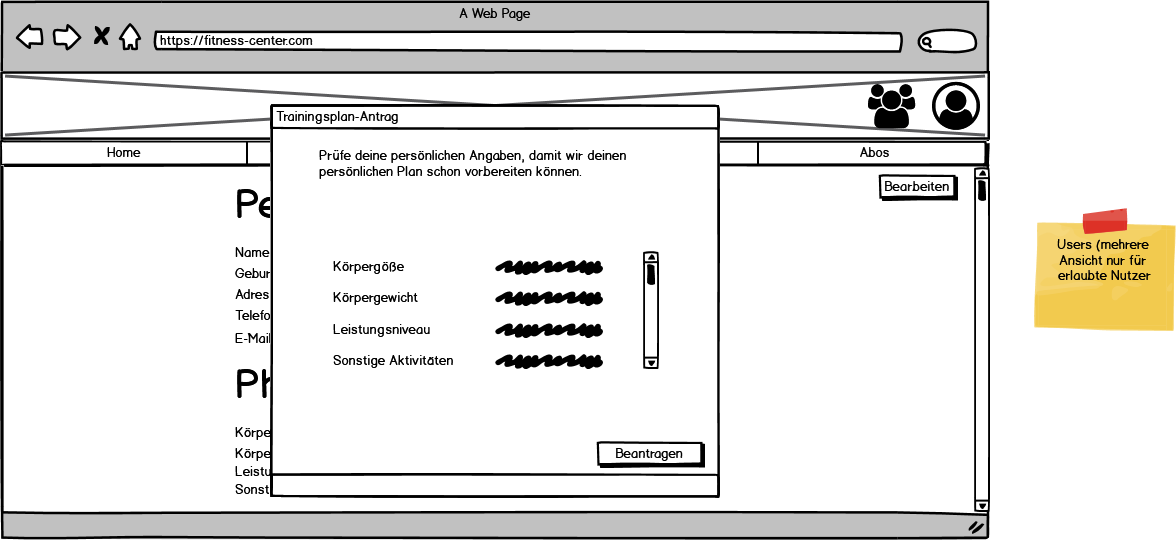 A Web Page
https://fitness-center.com
Trainingsplan-Antrag
Home
Abos
Prüfe deine persönlichen Angaben, damit wir deinen
persönlichen Plan schon vorbereiten können.
Bearbeiten
Pe
Name
Gebur
Adres
Telefo
E-Mail
Ph
Körpe
Körpe
Leistu
Sonst
Körpergöße
Körpergewicht
Leistungsniveau
Sonstige Aktivitäten
Beantragen
Users (mehrere
Ansicht nur für
erlaubte Nutzer